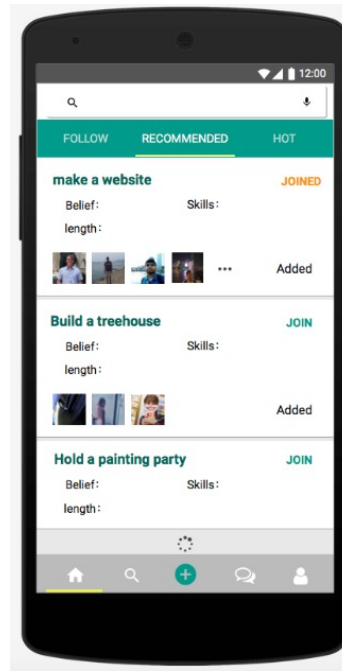 12:00
FOLLOW RECOMMENDED HOT
make a website JOINED
Belief: Skills:
length:
... Added
Build a treehouse JOIN
Belief: Skills:
length:
Added
Hold a painting party JOIN
Belief: Skills:
length: